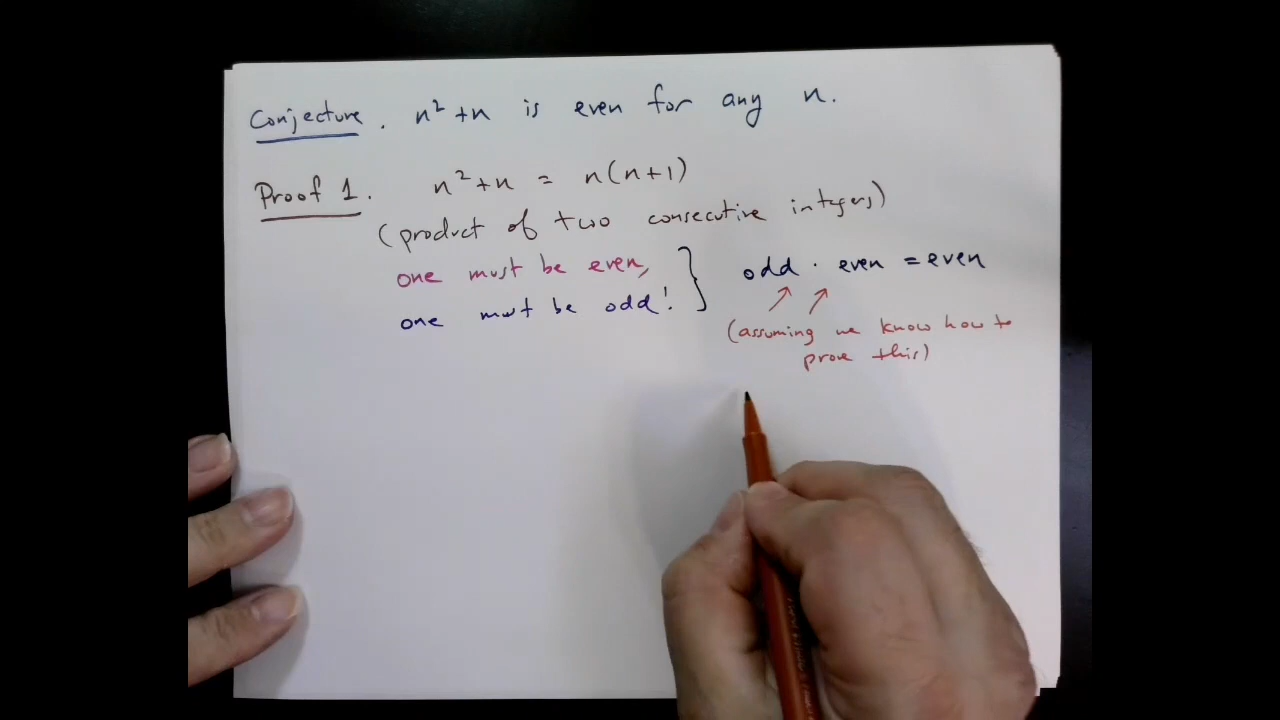 Conjecture. n²+n is even for any n.
Proof 1. n²+n = n(n+1)
(product of two consecutive integers)
one must be even,
one must be odd!
odd · even = even
(assuming we know how to
prove this)